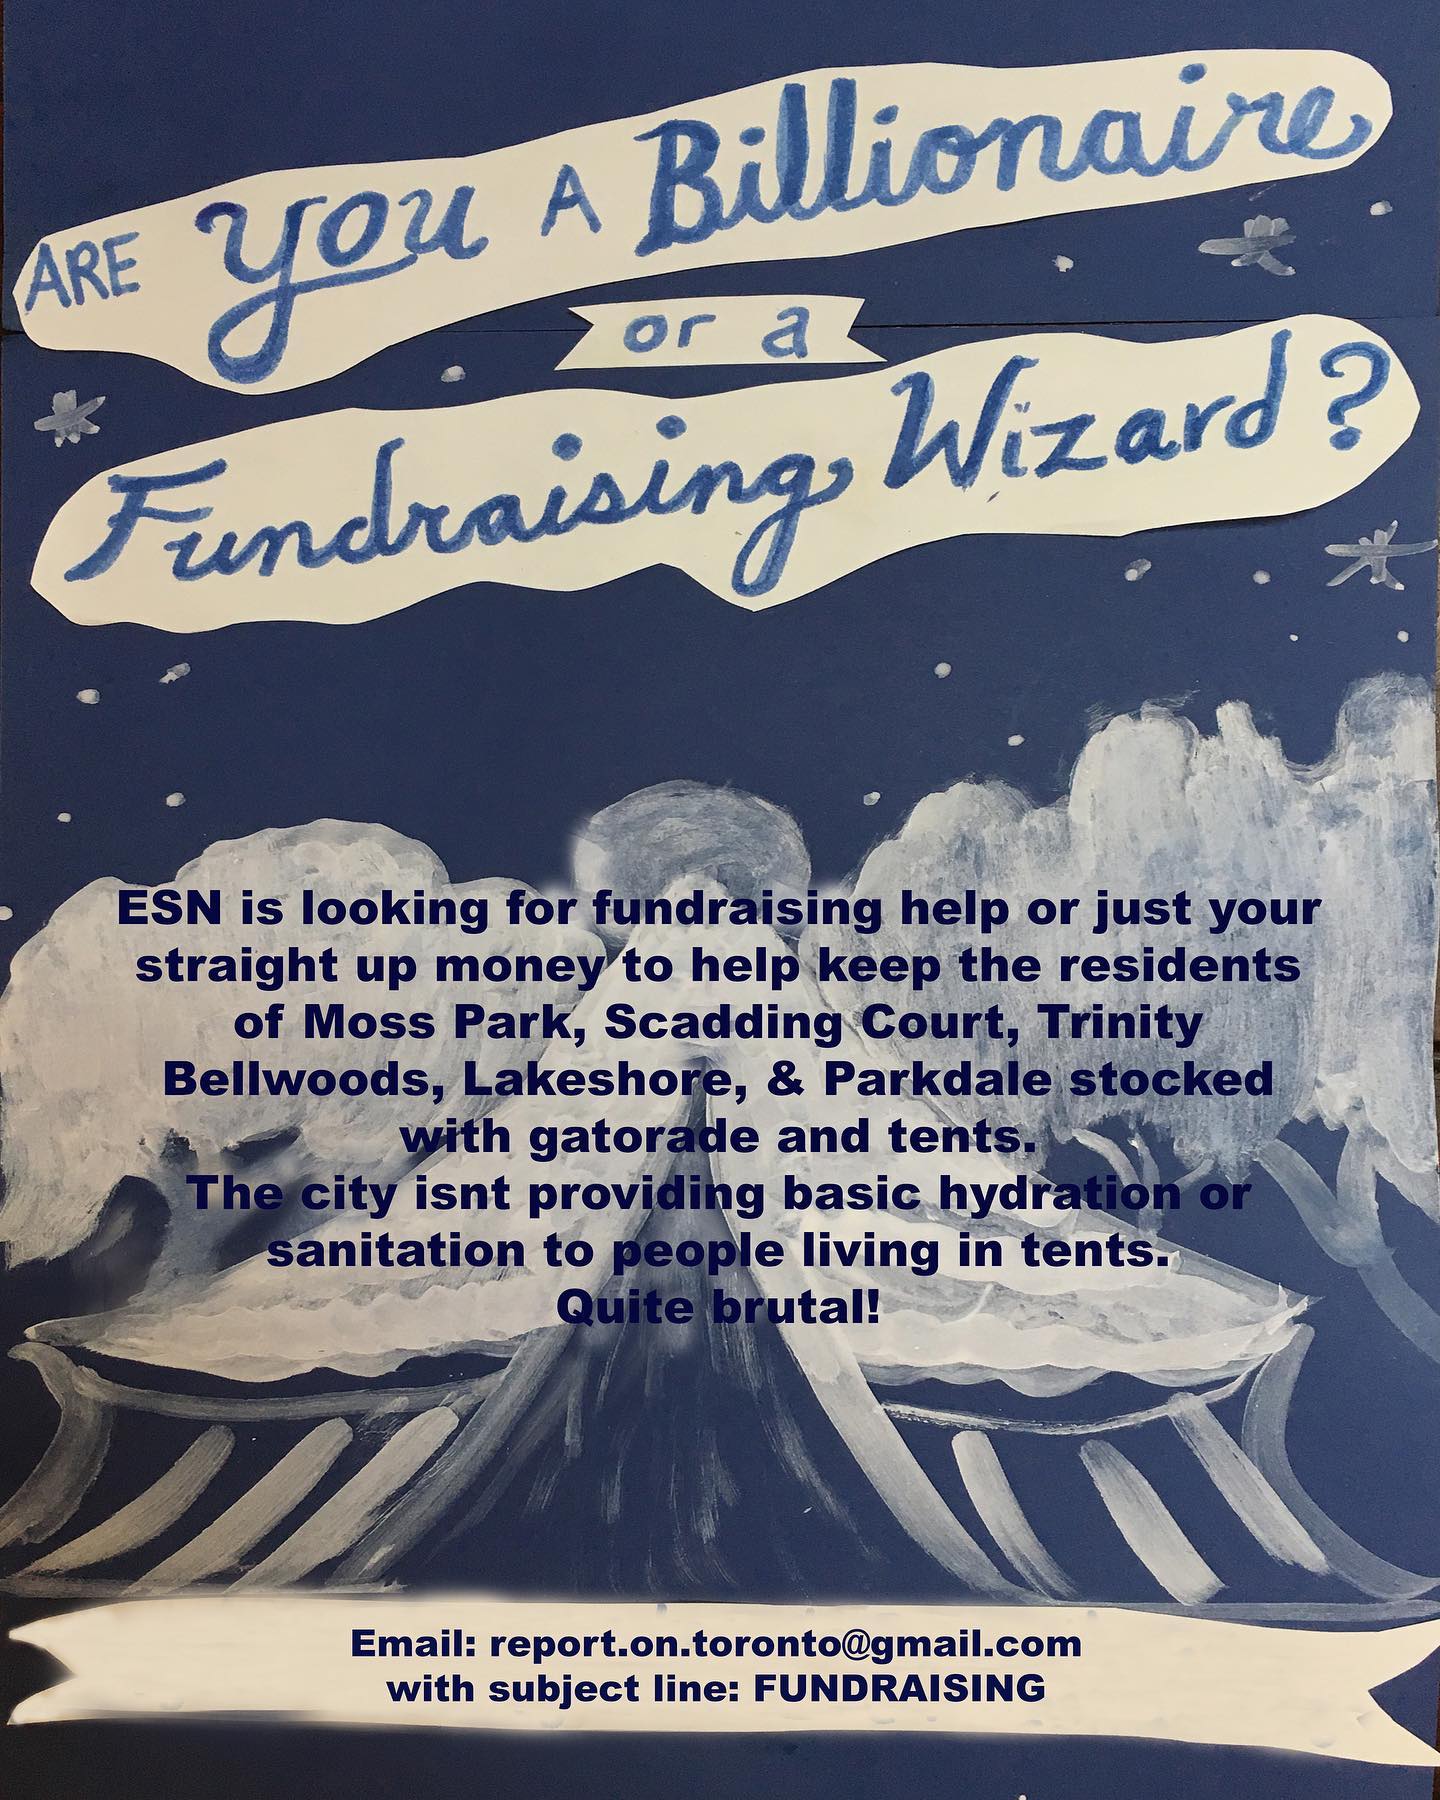 ARE you A Billionaire
or a
Fundraising Wizard?
ESN is looking for fundraising help or just your
straight up money to help keep the residents
of Moss Park, Scadding Court, Trinity
Bellwoods, Lakeshore, & Parkdale stocked
with gatorade and tents.
The city isnt providing basic hydration or
sanitation to people living in tents.
Quite brutal!
Email: report.on.toronto@gmail.com
with subject line: FUNDRAISING